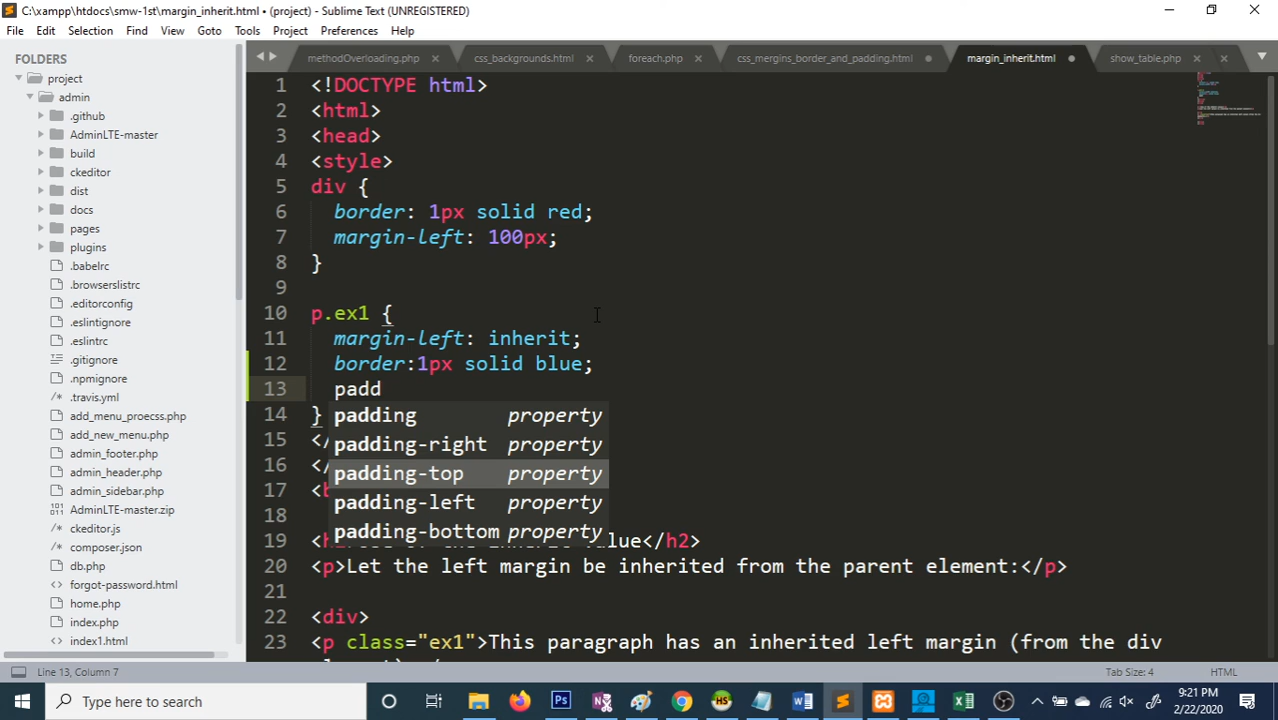 C:\xampp\htdocs\smw-1st\margin_inherit.html • (project) - Sublime Text (UNREGISTERED)
File Edit Selection Find View Goto Tools Project Preferences Help
FOLDERS
project
admin
.github
AdminLTE-master
build
ckeditor
dist
docs
pages
plugins
.babelrc
.browserslistrc
.editorconfig
.eslintignore
.eslintrc
.gitignore
.npmignore
.travis.yml
add_menu_proecss.php
add_new_menu.php
admin_footer.php
admin_header.php
admin_sidebar.php
AdminLTE-master.zip
ckeditor.js
composer.json
db.php
forgot-password.html
home.php
index.php
index1.html
methodOverloading.php css_backgrounds.html foreach.php css_mergins_border_and_padding.html margin_inherit.html show_table.php
1 <!DOCTYPE html>
2 <html>
3 <head>
4 <style>
5 div {
6 border: 1px solid red;
7 margin-left: 100px;
8 }
9
10 p.ex1 {
11 margin-left: inherit;
12 border:1px solid blue;
13 padd
14 }
padding property
15 </
padding-right property
16 </
padding-top property
17 <b
padding-left property
18
padding-bottom property
19 <h lue</h2>
20 <p>Let the left margin be inherited from the parent element:</p>
21
22 <div>
23 <p class="ex1">This paragraph has an inherited left margin (from the div
Line 13, Column 7 Tab Size: 4 HTML
Type here to search
9:21 PM
2/22/2020